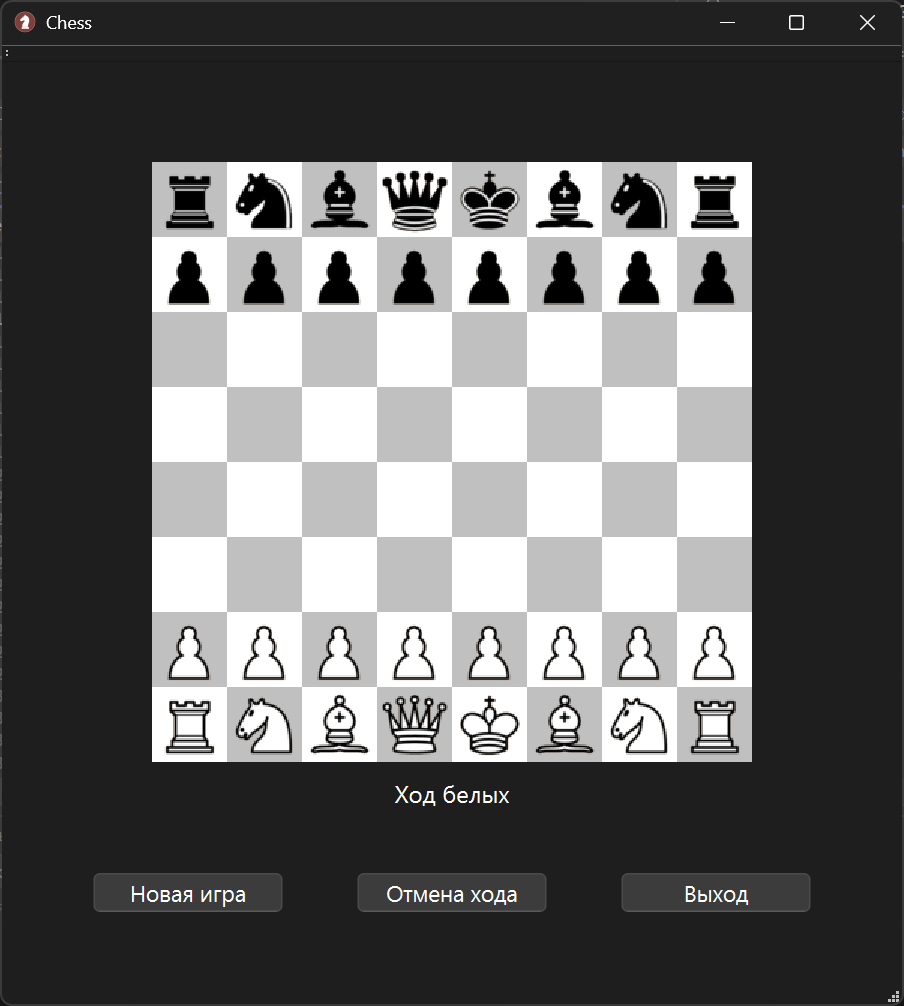 Chess
Ход белых
Новая игра
Отмена хода
Выход